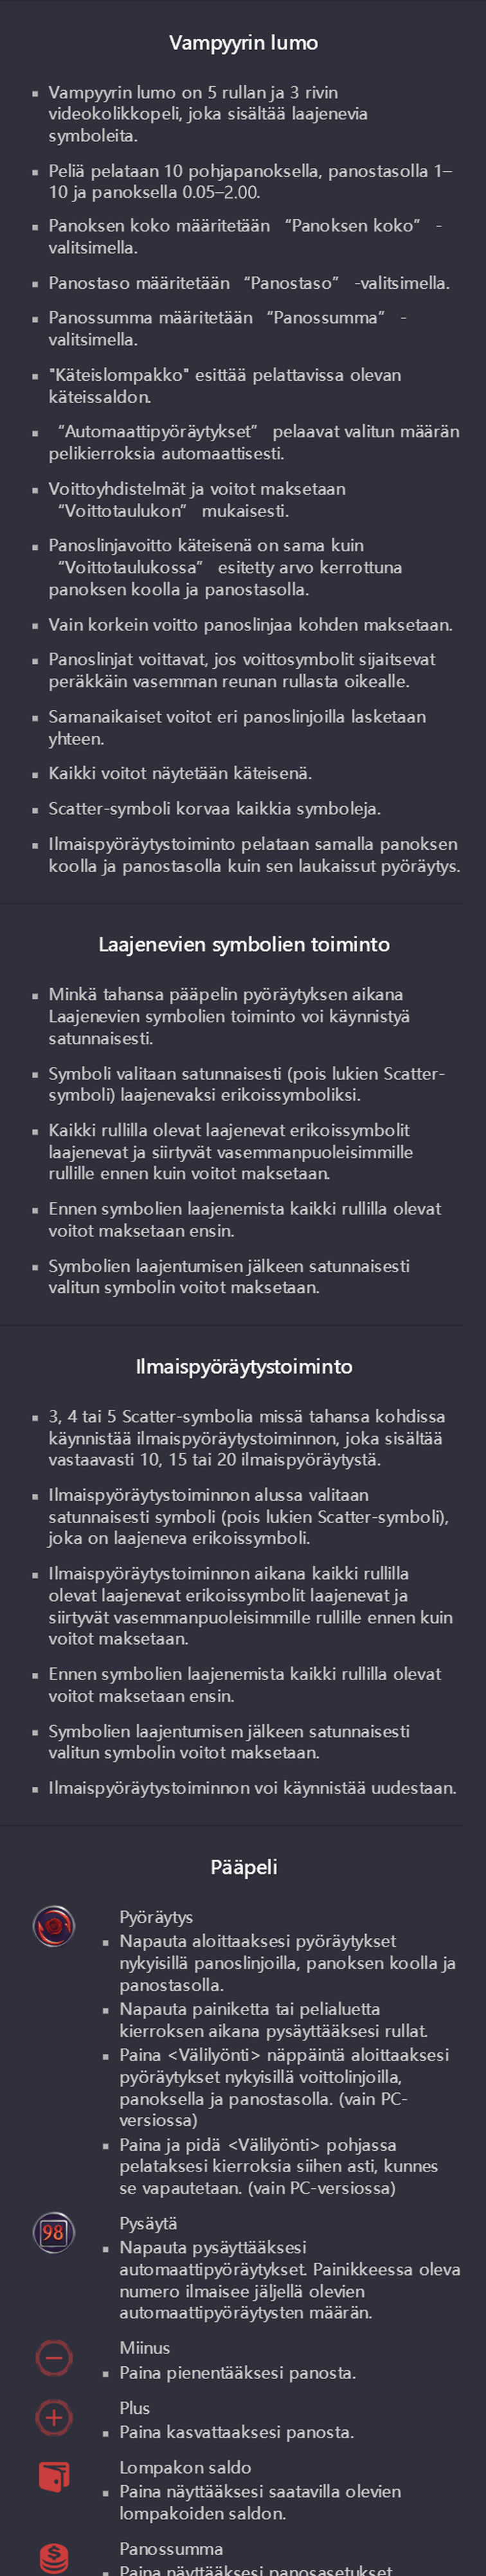 Vampyyrin lumo
▪ Vampyyrin lumo on 5 rullan ja 3 rivin
videokolikkopeli, joka sisältää laajenevia
symboleita.
▪ Peliä pelataan 10 pohjapanoksella, panostasolla 1–
10 ja panoksella 0.05–2.00.
▪ Panoksen koko määritetään “Panoksen koko” -
valitsimella.
▪ Panostaso määritetään “Panostaso” -valitsimella.
▪ Panossumma määritetään “Panossumma” -
valitsimella.
▪ "Käteislompakko" esittää pelattavissa olevan
käteissaldon.
▪ “Automaattipyöräytykset” pelaavat valitun määrän
pelikierroksia automaattisesti.
▪ Voittoyhdistelmät ja voitot maksetaan
“Voittotaulukon” mukaisesti.
▪ Panoslinjavoitto käteisenä on sama kuin
“Voittotaulukossa” esitetty arvo kerrottuna
panoksen koolla ja panostasolla.
▪ Vain korkein voitto panoslinjaa kohden maksetaan.
▪ Panoslinjat voittavat, jos voittosymbolit sijaitsevat
peräkkäin vasemman reunan rullasta oikealle.
▪ Samanaikaiset voitot eri panoslinjoilla lasketaan
yhteen.
▪ Kaikki voitot näytetään käteisenä.
▪ Scatter-symboli korvaa kaikkia symboleja.
▪ Ilmaispyöräytystoiminto pelataan samalla panoksen
koolla ja panostasolla kuin sen laukaissut pyöräytys.
Laajenevien symbolien toiminto
▪ Minkä tahansa pääpelin pyöräytyksen aikana
Laajenevien symbolien toiminto voi käynnistyä
satunnaisesti.
▪ Symboli valitaan satunnaisesti (pois lukien Scatter-
symboli) laajenevaksi erikoissymboliksi.
▪ Kaikki rullilla olevat laajenevat erikoissymbolit
laajenevat ja siirtyvät vasemmanpuoleisimmille
rullille ennen kuin voitot maksetaan.
▪ Ennen symbolien laajenemista kaikki rullilla olevat
voitot maksetaan ensin.
▪ Symbolien laajentumisen jälkeen satunnaisesti
valitun symbolin voitot maksetaan.
Ilmaispyöräytystoiminto
▪ 3, 4 tai 5 Scatter-symbolia missä tahansa kohdissa
käynnistää ilmaispyöräytystoiminnon, joka sisältää
vastaavasti 10, 15 tai 20 ilmaispyöräytystä.
▪ Ilmaispyöräytystoiminnon alussa valitaan
satunnaisesti symboli (pois lukien Scatter-symboli),
joka on laajeneva erikoissymboli.
▪ Ilmaispyöräytystoiminnon aikana kaikki rullilla
olevat laajenevat erikoissymbolit laajenevat ja
siirtyvät vasemmanpuoleisimmille rullille ennen kuin
voitot maksetaan.
▪ Ennen symbolien laajenemista kaikki rullilla olevat
voitot maksetaan ensin.
▪ Symbolien laajentumisen jälkeen satunnaisesti
valitun symbolin voitot maksetaan.
▪ Ilmaispyöräytystoiminnon voi käynnistää uudestaan.
Pääpeli
Pyöräytys
▪ Napauta aloittaaksesi pyöräytykset
nykyisillä panoslinjoilla, panoksen koolla ja
panostasolla.
▪ Napauta painiketta tai pelialuetta
kierroksen aikana pysäyttääksesi rullat.
▪ Paina <Välilyönti> näppäintä aloittaaksesi
pyöräytykset nykyisillä voittolinjoilla,
panoksella ja panostasolla. (vain PC-
versiossa)
▪ Paina ja pidä <Välilyönti> pohjassa
pelataksesi kierroksia siihen asti, kunnes
se vapautetaan. (vain PC-versiossa)
98
Pysäytä
▪ Napauta pysäyttääksesi
automaattipyöräytykset. Painikkeessa oleva
numero ilmaisee jäljellä olevien
automaattipyöräytysten määrän.
Miinus
▪ Paina pienentääksesi panosta.
Plus
▪ Paina kasvattaaksesi panosta.
Lompakon saldo
▪ Paina näyttääksesi saatavilla olevien
lompakoiden saldon.
Panossumma
▪ Paina näyttääksesi panosasetukset